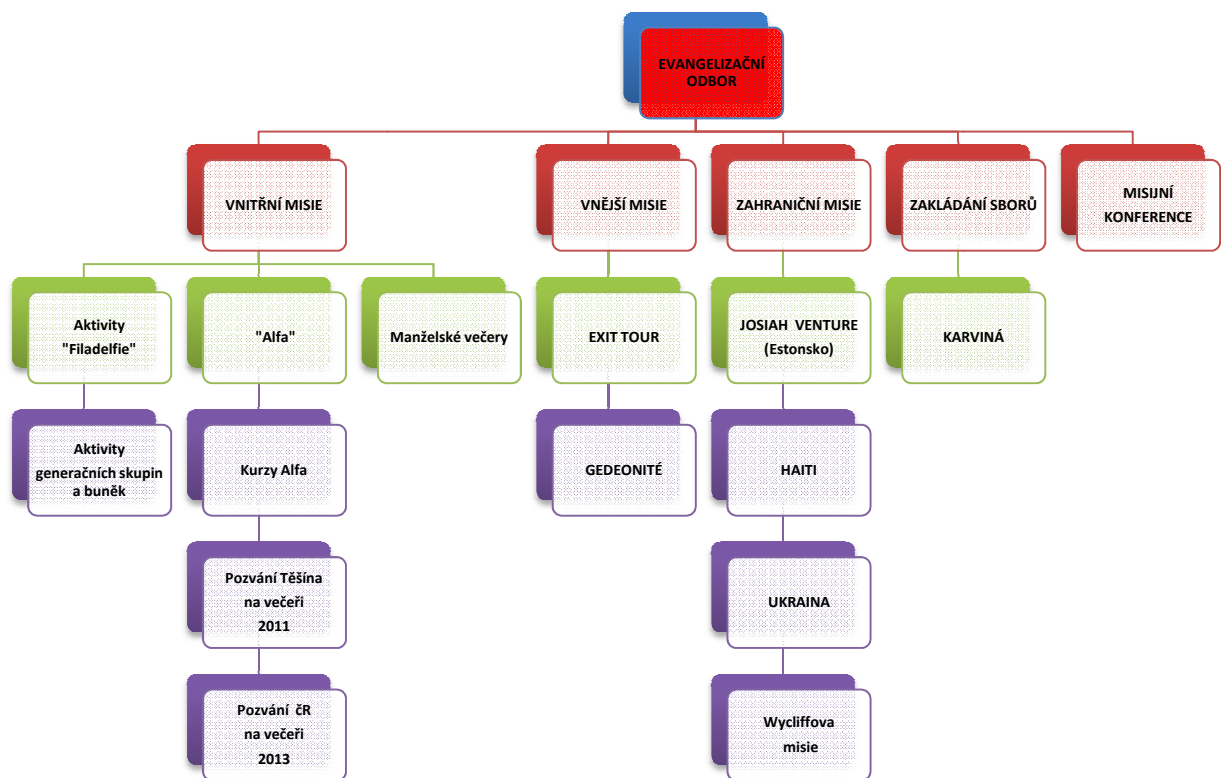 EVANGELIZAČNÍ
ODBOR
VNITŘNÍ MISIE
VNĚJŠÍ MISIE
ZAHRANIČNÍ MISIE
ZAKLÁDÁNÍ SBORŮ
MISIJNÍ
KONFERENCE
Aktivity
"Filadelfie"
"Alfa"
Manželské večery
EXIT TOUR
JOSIAH VENTURE
(Estonsko)
KARVINÁ
Aktivity
generačních skupin
a buněk
Kurzy Alfa
GEDEONITÉ
HAITI
Pozvání Těšína
na večeři
2011
UKRAINA
Pozvání čR
na večeři
2013
Wycliffova
misie